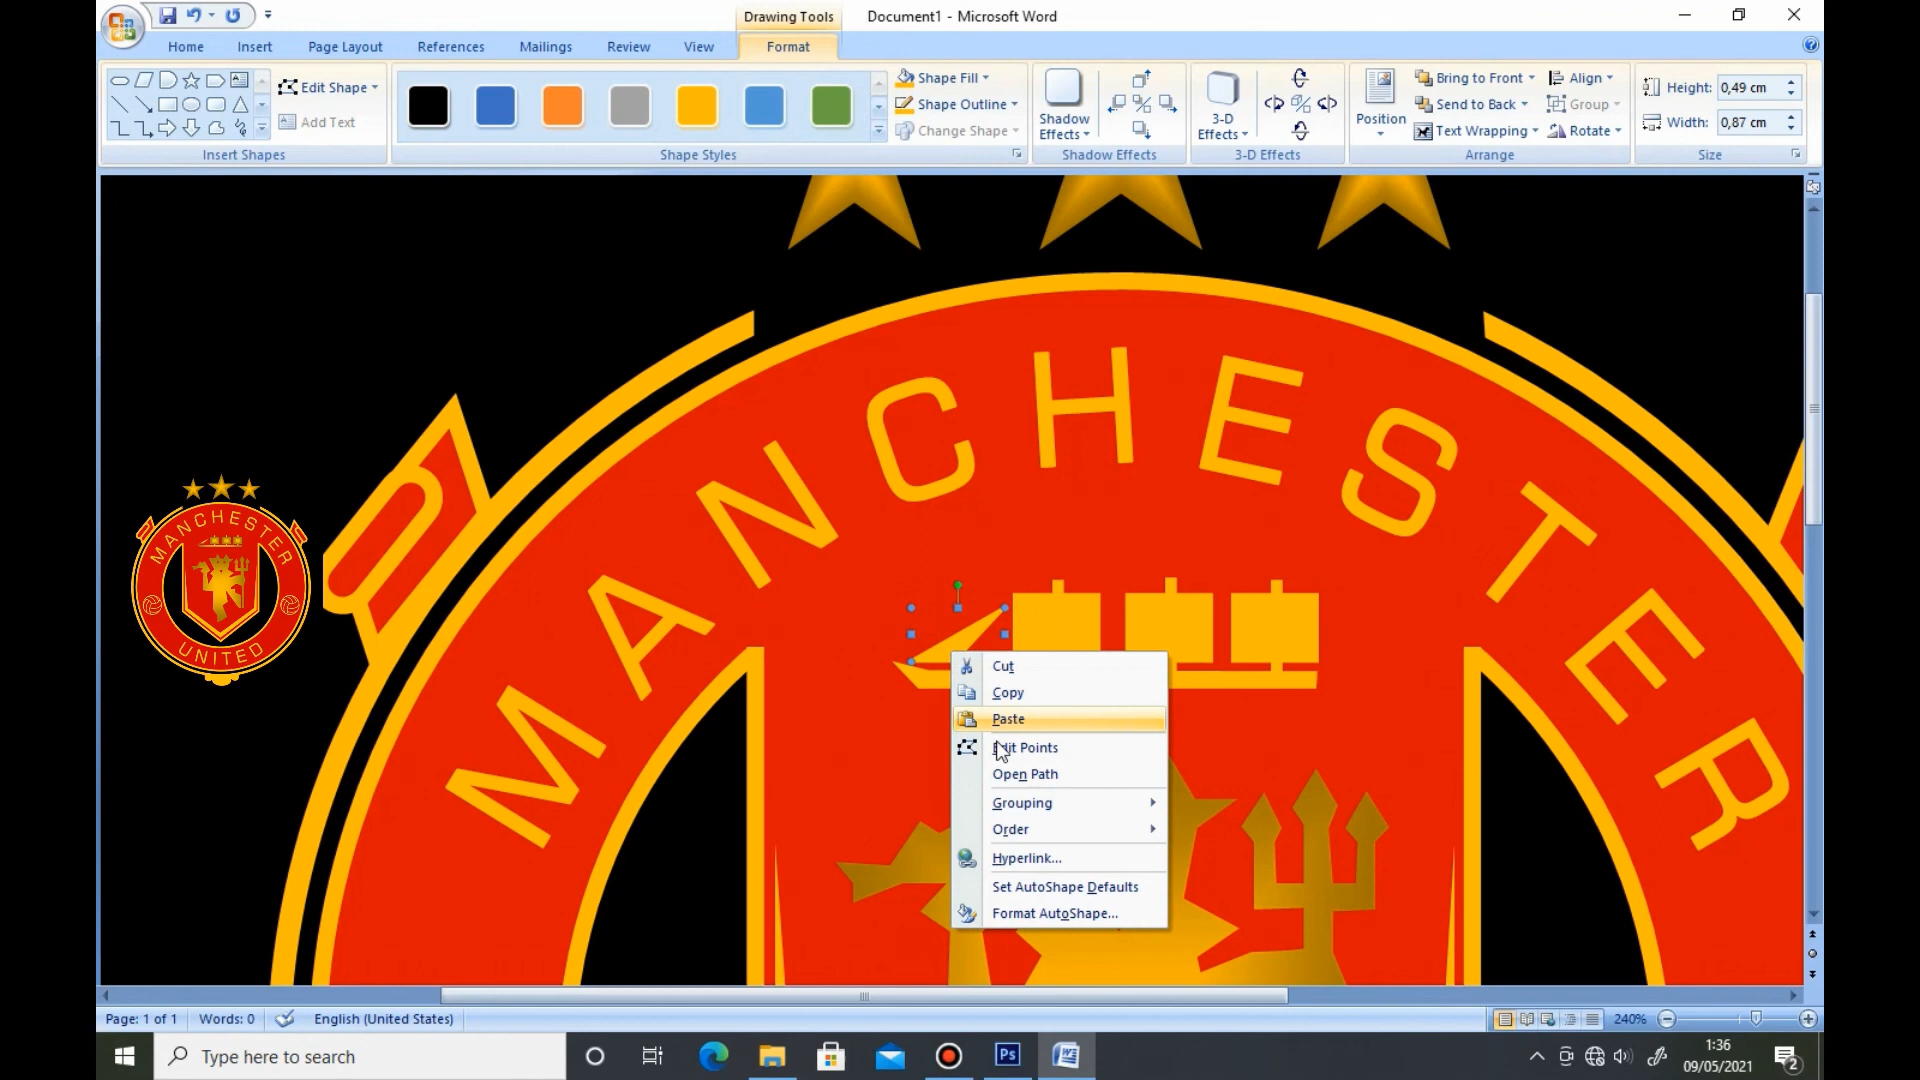 Drawing Tools
Document1 - Microsoft Word
Home Insert Page Layout References Mailings Review View Format
Edit Shape
Add Text
Insert Shapes
Shape Fill
Shape Outline
Change Shape
Shape Styles
Shadow Effects
Shadow Effects
3-D Effects
3-D Effects
Position
Bring to Front
Send to Back
Text Wrapping
Align
Group
Rotate
Arrange
Height: 0,49 cm
Width: 0,87 cm
Size
MANCHESTER
MANCHESTER
UNITED
Cut
Copy
Paste
Edit Points
Open Path
Grouping
Order
Hyperlink...
Set AutoShape Defaults
Format AutoShape...
Page: 1 of 1 Words: 0 English (United States) 240%
Type here to search
Ps
1:36
09/05/2021
2